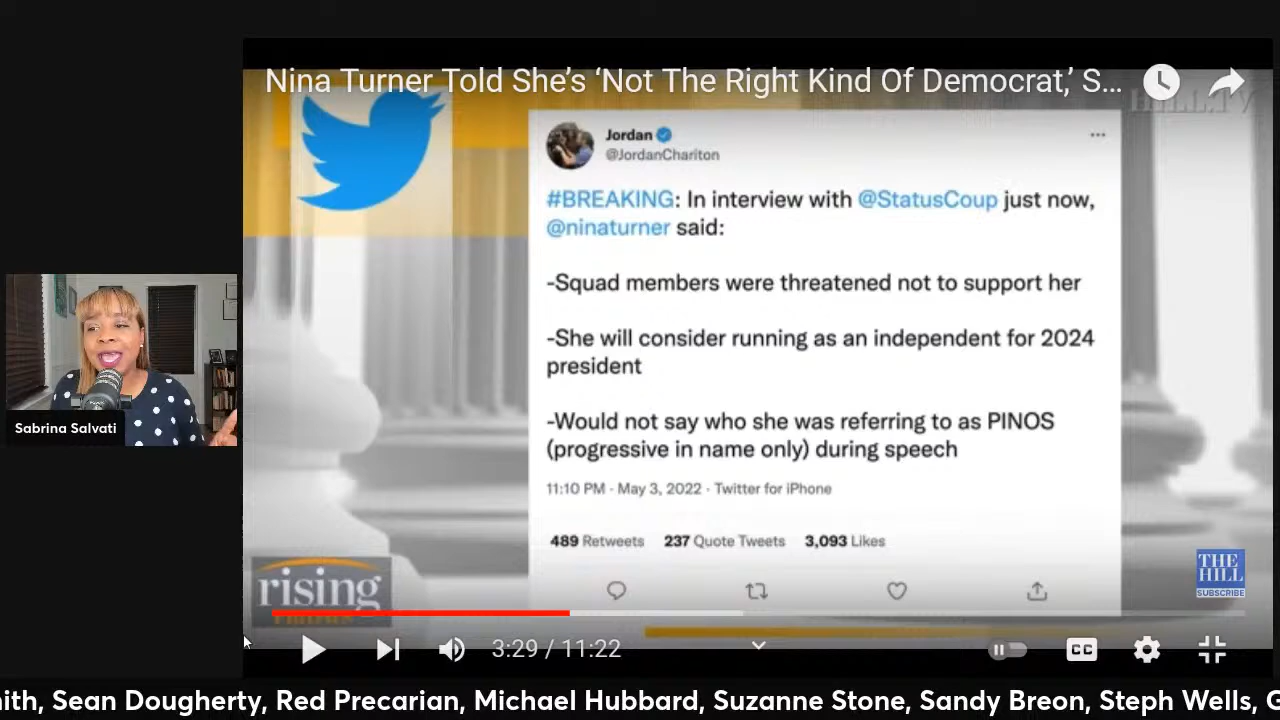 Nina Turner Told She’s ‘Not The Right Kind Of Democrat,’ S...
HILL.TV
Jordan
@JordanChariton
#BREAKING: In interview with @StatusCoup just now,
@ninaturner said:
-Squad members were threatened not to support her
-She will consider running as an independent for 2024
president
-Would not say who she was referring to as PINOS
(progressive in name only) during speech
11:10 PM · May 3, 2022 · Twitter for iPhone
489 Retweets 237 Quote Tweets 3,093 Likes
Sabrina Salvati
rising
THE
HILL
SUBSCRIBE
3:29 / 11:22
CC
ith, Sean Dougherty, Red Precarian, Michael Hubbard, Suzanne Stone, Sandy Breon, Steph Wells, G